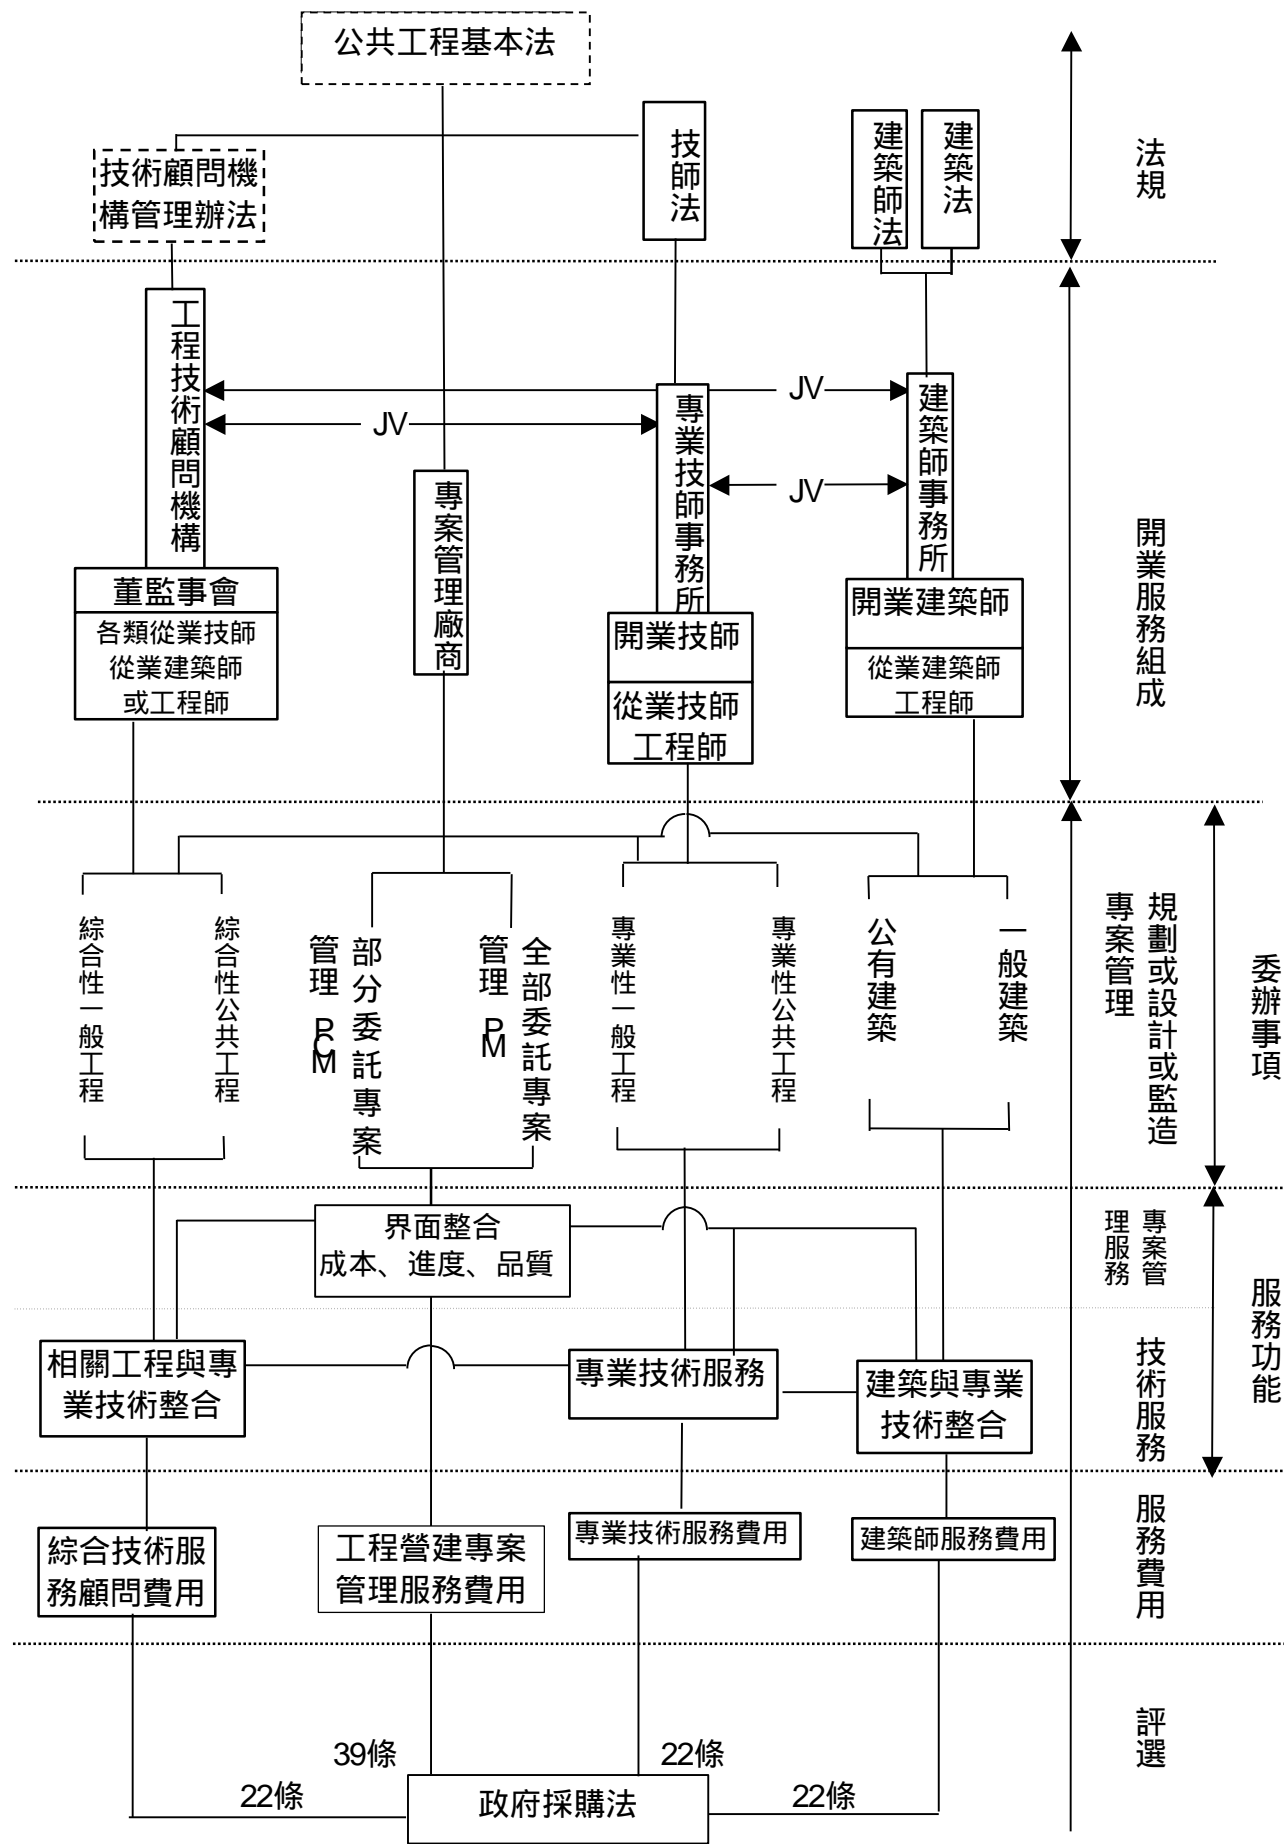 公共工程基本法
技術顧問機
構管理辦法
技師法
建築師法
建築法
法規
工程技術顧問機構
JV
JV
JV
專案管理廠商
專業技師事務所
建築師事務所
董監事會
各類從業技師
從業建築師
或工程師
開業技師
從業技師
工程師
開業建築師
從業建築師
工程師
開業服務組成
綜合性一般工程
綜合性公共工程
部分委託專案
管理 PCM
全部委託專案
管理 PM
專業性一般工程
專業性公共工程
公有建築
一般建築
規劃或設計或監造
專案管理
委辦事項
界面整合
成本、進度、品質
專案管
理服務
相關工程與專
業技術整合
專業技術服務
建築與專業
技術整合
技術服務
服務功能
綜合技術服
務顧問費用
工程營建專案
管理服務費用
專業技術服務費用
建築師服務費用
服務費用
39條
22條
22條
22條
政府採購法
評選